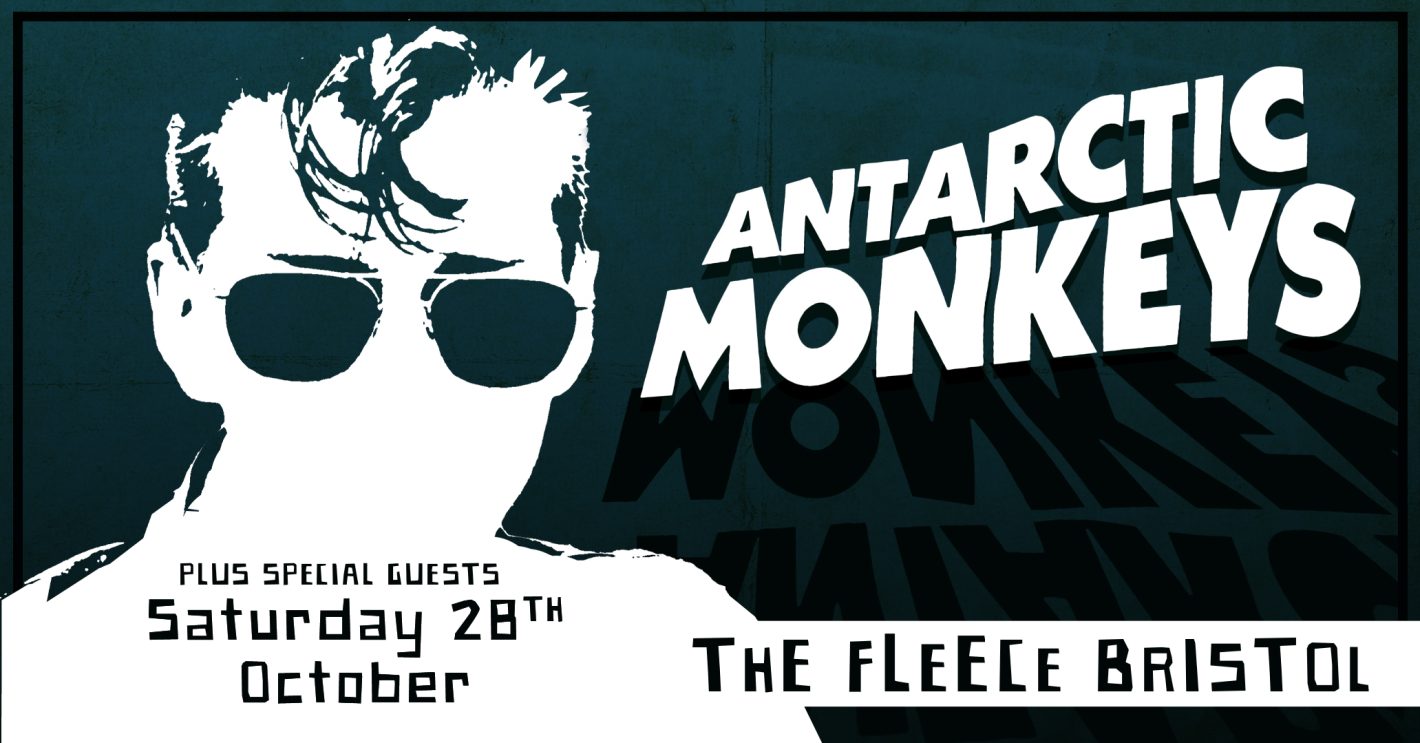 ANTARCTIC
MONKEYS
PLUS SPECIAL GUESTS
Saturday 28TH
October
THE FLEECE BRISTOL